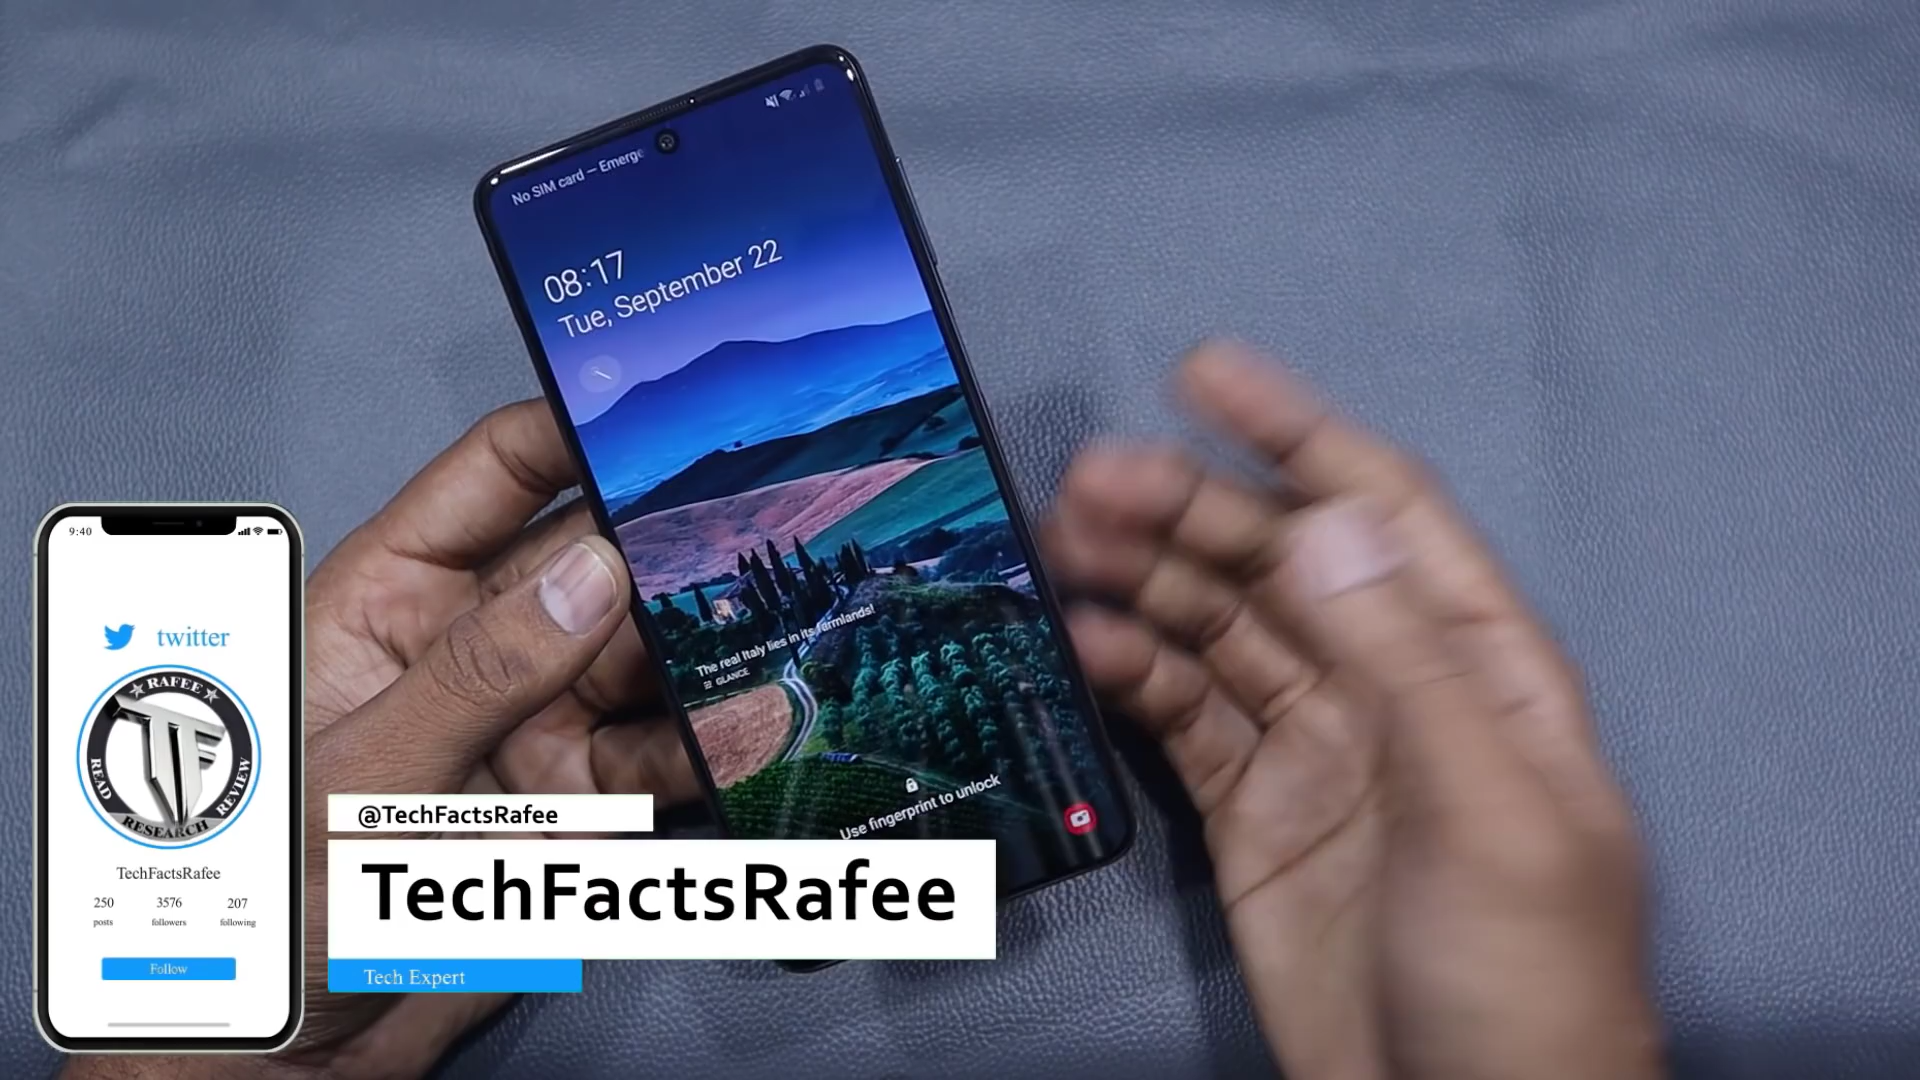 No SIM card — Emerge
08:17
Tue, September 22
The real Italy lies in its farmlands!
GLANCE
Use fingerprint to unlock
9:40
twitter
RAFEE
READ
RESEARCH
REVIEW
TF
TechFactsRafee
250 3576 207
posts followers following
Follow
@TechFactsRafee
TechFactsRafee
Tech Expert